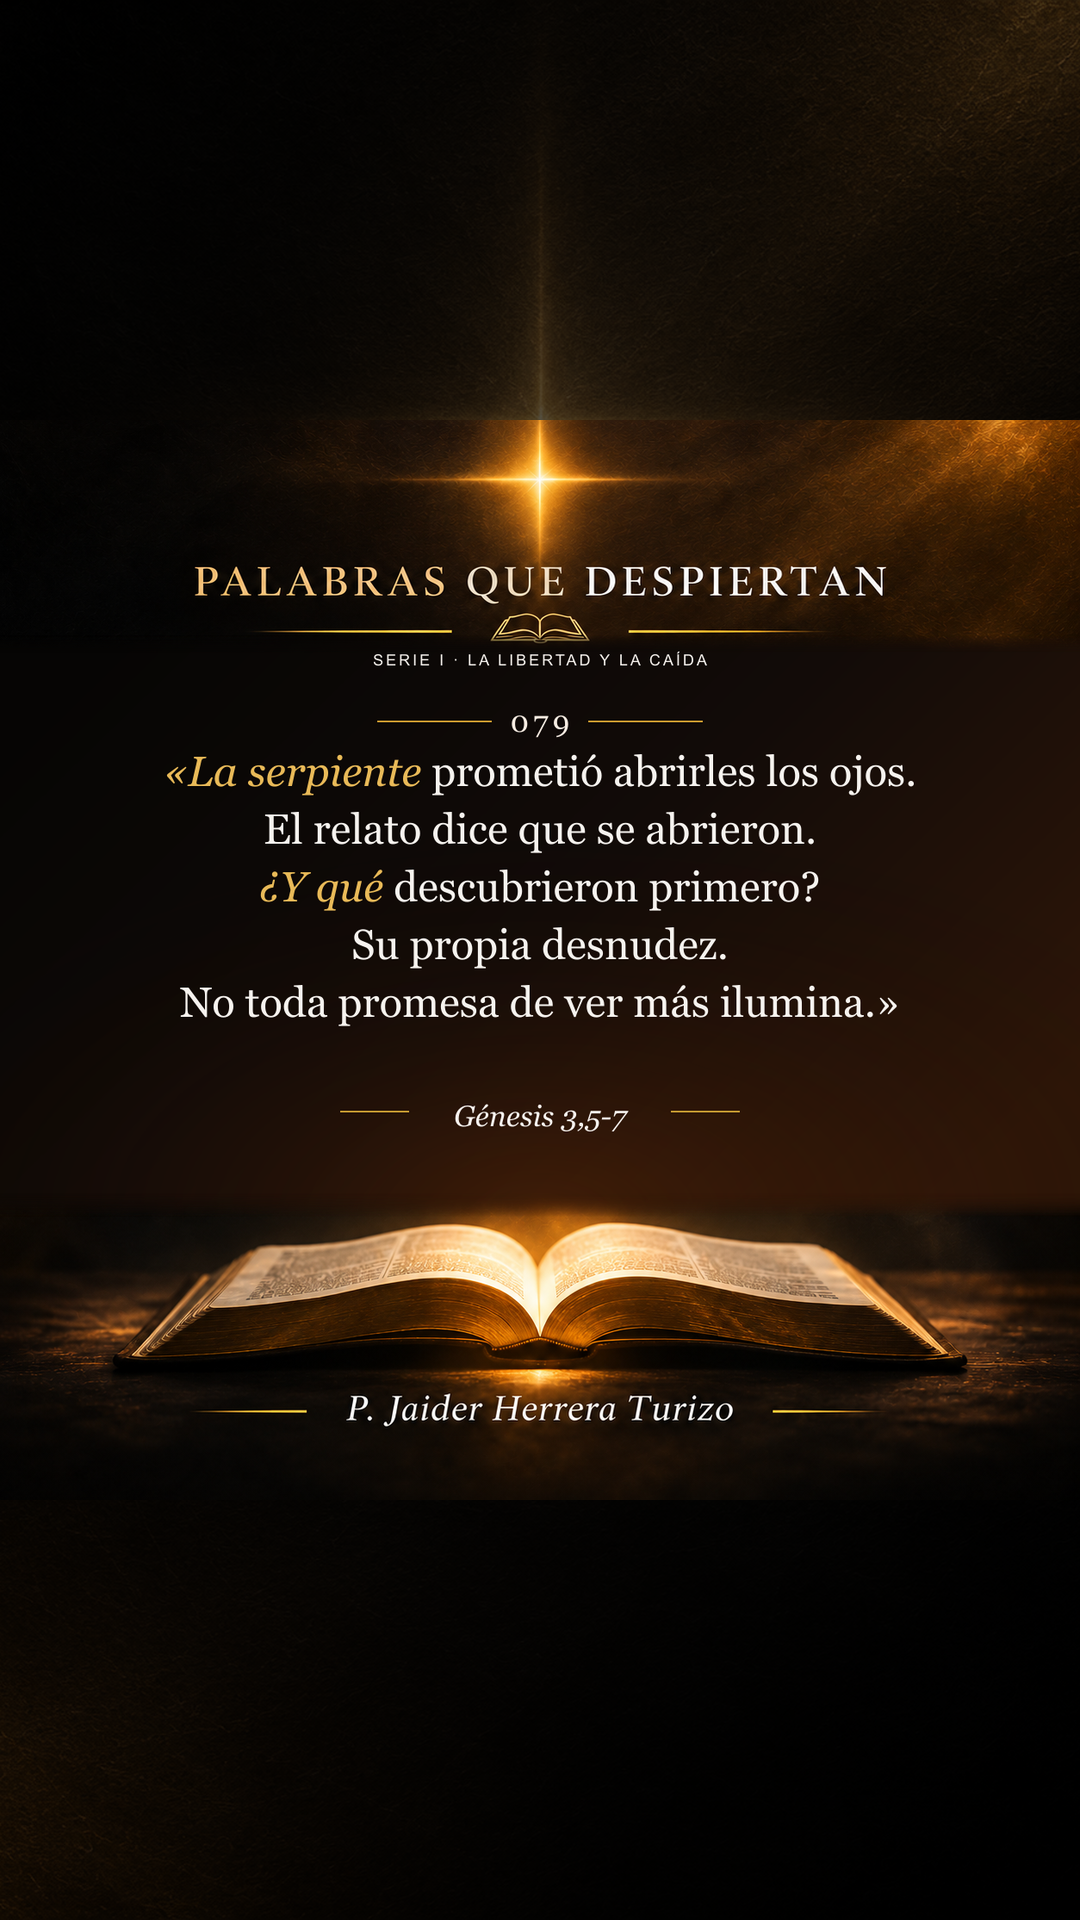 PALABRAS QUE DESPIERTAN
SERIE I · LA LIBERTAD Y LA CAÍDA
079
«La serpiente prometió abrirles los ojos.
El relato dice que se abrieron.
¿Y qué descubrieron primero?
Su propia desnudez.
No toda promesa de ver más ilumina.»
Génesis 3,5-7
P. Jaider Herrera Turizo